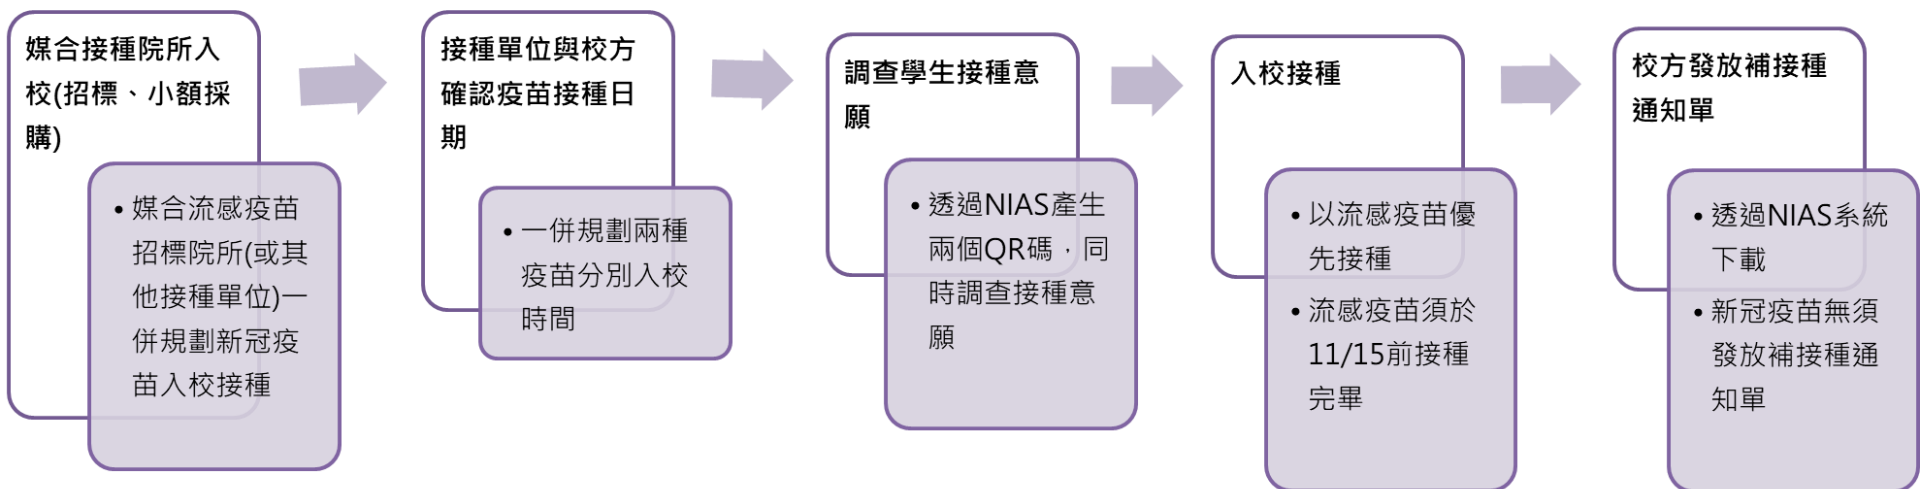 媒合接種院所入
校(招標、小額採
購)
• 媒合流感疫苗
招標院所(或其
他接種單位)一
併規劃新冠疫
苗入校接種
接種單位與校方
確認疫苗接種日
期
• 一併規劃兩種
疫苗分別入校
時間
調查學生接種意
願
• 透過NIAS產生
兩個QR碼，同
時調查接種意
願
入校接種
• 以流感疫苗優
先接種
• 流感疫苗須於
11/15前接種
完畢
校方發放補接種
通知單
• 透過NIAS系統
下載
• 新冠疫苗無須
發放補接種通
知單